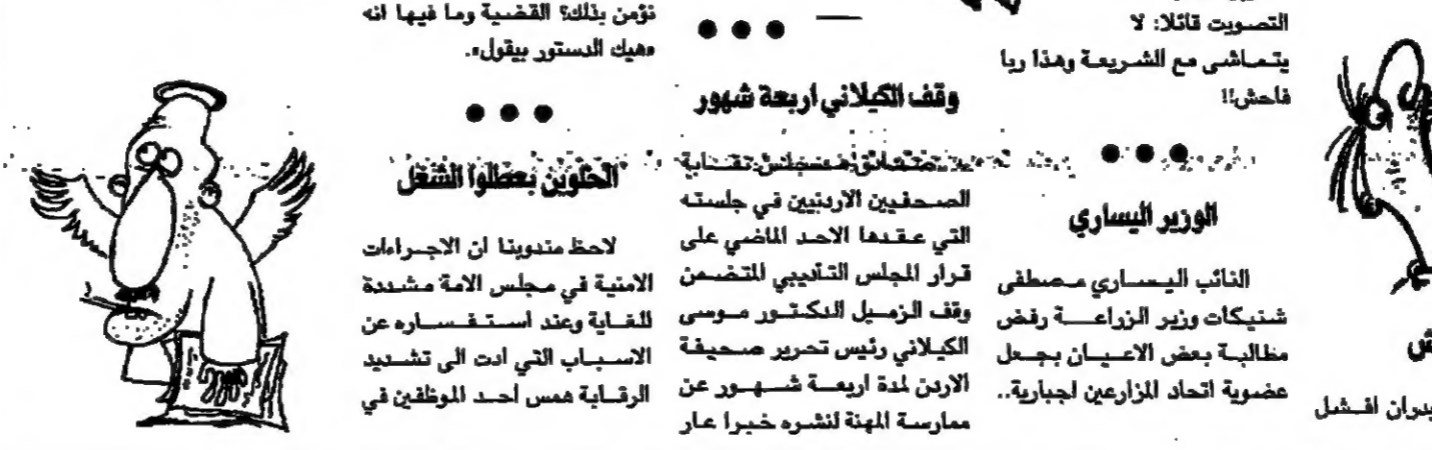 التصويت قائلا: لا
يتماشى مع الشريعة وهذا ربا
فاحش!!
الوزير اليساري
النائب اليساري مصطفى
شنيكات وزير الزراعة رفض
مطالبة بعض الاعيان بجعل
عضوية اتحاد المزارعين اجبارية..
وقف الكيلاني اربعة شهور
نقابة
الصحفيين الاردنيين في جلسته
التي عقدها الاحد الماضي على
قرار المجلس التأديبي المتضمن
وقف الزميل الدكتور موسى
الكيلاني رئيس تحرير صحيفة
الاردن لمدة اربعة شهور عن
ممارسة المهنة لنشره خبرا عار
نؤمن بذلك؟ القضية وما فيها انه
«هيك الدستور بيقول».
الحلوين بعطلوا الشغل
لاحظ مندوبنا ان الاجراءات
الامنية في مجلس الامة مشددة
للغاية وعند استفساره عن
الاسباب التي ادت الى تشديد
الرقابة همس احد الموظفين في
بدران افشل